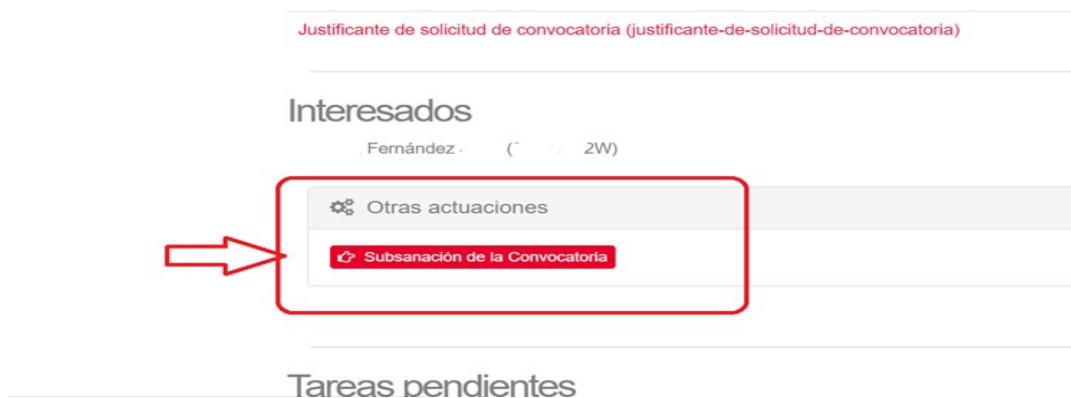 Justificante de solicitud de convocatoria (justificante-de-solicitud-de-convocatoria)
Interesados
Fernández ( 2W)
Otras actuaciones
Subsanación de la Convocatoria
Tareas pendientes